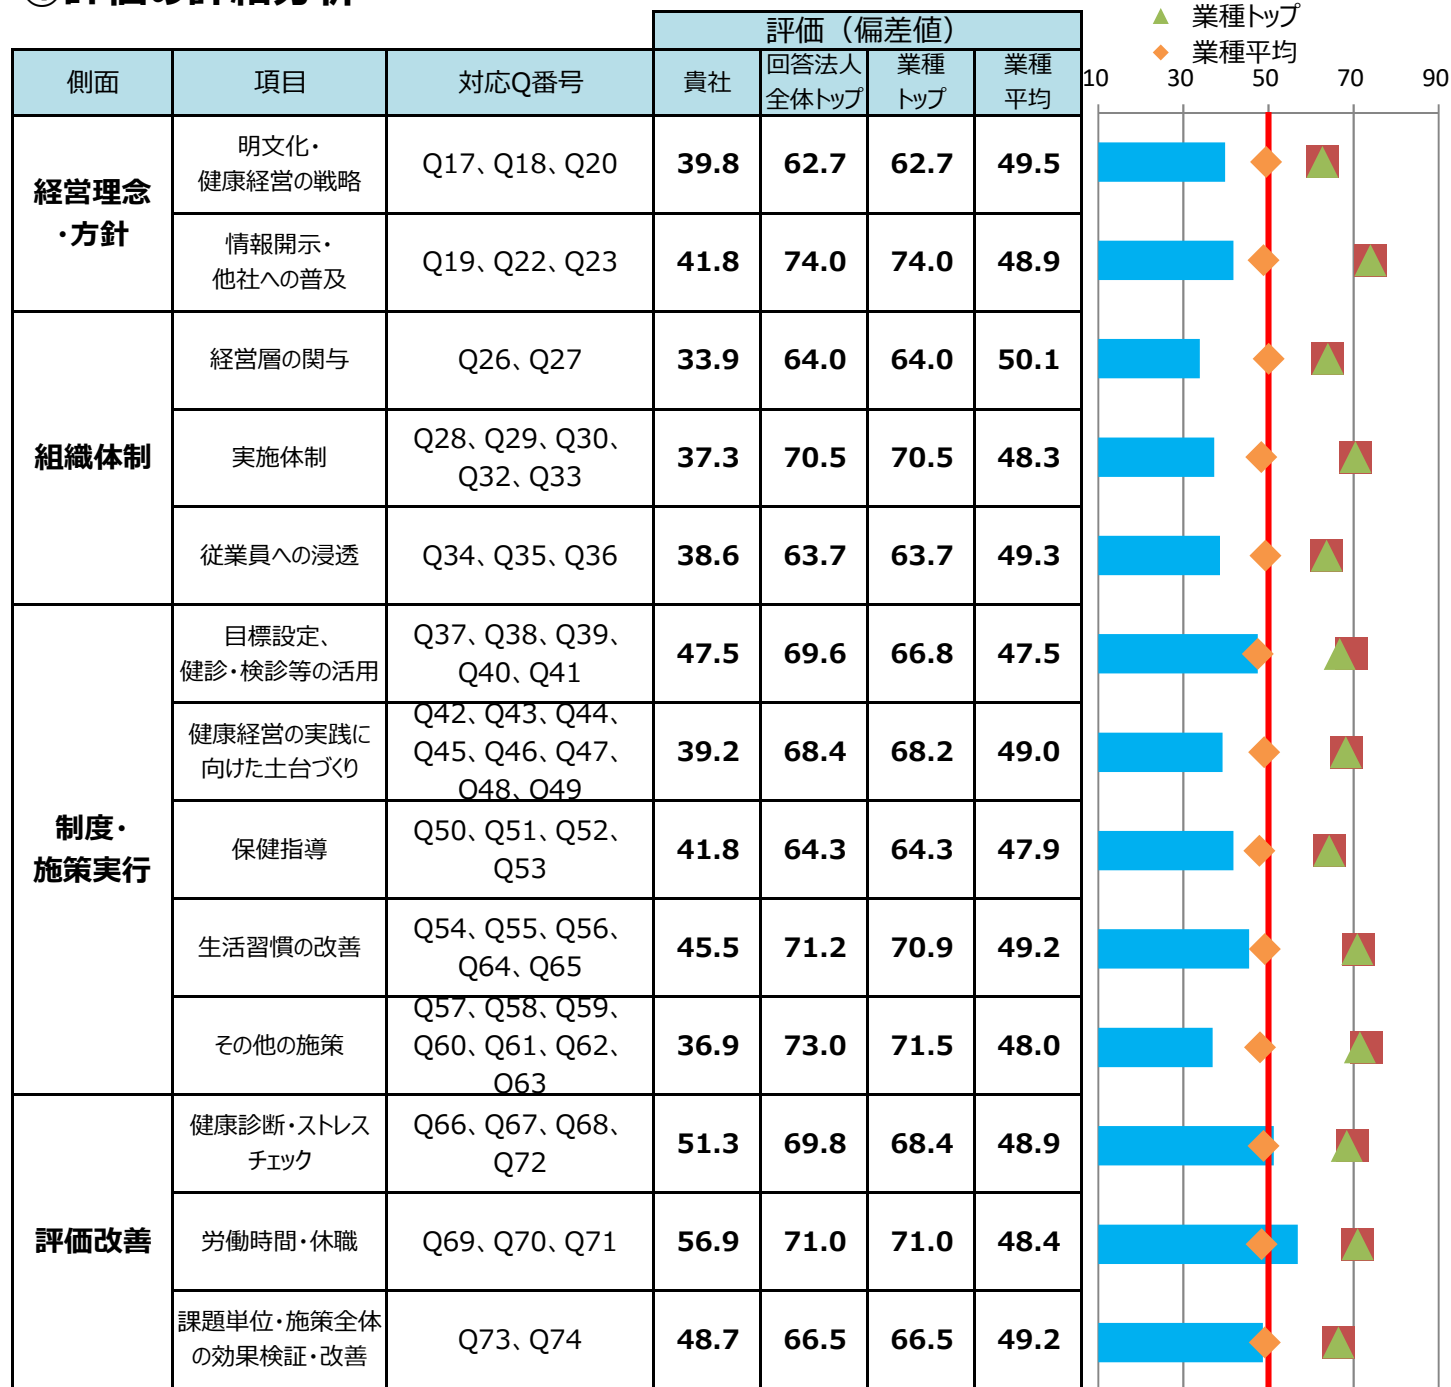 ③評価の詳細分析
▲ 業種トップ
◆ 業種平均
評価（偏差値）
側面 項目 対応Q番号 貴社 回答法人 業種 業種
全体トップ トップ 平均
10 30 50 70 90
経営理念
・方針
明文化・
健康経営の戦略
Q17、Q18、Q20 39.8 62.7 62.7 49.5
情報開示・
他社への普及
Q19、Q22、Q23 41.8 74.0 74.0 48.9
組織体制
経営層の関与 Q26、Q27 33.9 64.0 64.0 50.1
実施体制
Q28、Q29、Q30、
Q32、Q33
37.3 70.5 70.5 48.3
従業員への浸透 Q34、Q35、Q36 38.6 63.7 63.7 49.3
制度・
施策実行
目標設定、
健診・検診等の活用
Q37、Q38、Q39、
Q40、Q41
47.5 69.6 66.8 47.5
健康経営の実践に
向けた土台づくり
Q42、Q43、Q44、
Q45、Q46、Q47、
Q48、Q49
39.2 68.4 68.2 49.0
保健指導
Q50、Q51、Q52、
Q53
41.8 64.3 64.3 47.9
生活習慣の改善
Q54、Q55、Q56、
Q64、Q65
45.5 71.2 70.9 49.2
その他の施策
Q57、Q58、Q59、
Q60、Q61、Q62、
Q63
36.9 73.0 71.5 48.0
評価改善
健康診断・ストレス
チェック
Q66、Q67、Q68、
Q72
51.3 69.8 68.4 48.9
労働時間・休職 Q69、Q70、Q71 56.9 71.0 71.0 48.4
課題単位・施策全体
の効果検証・改善
Q73、Q74 48.7 66.5 66.5 49.2